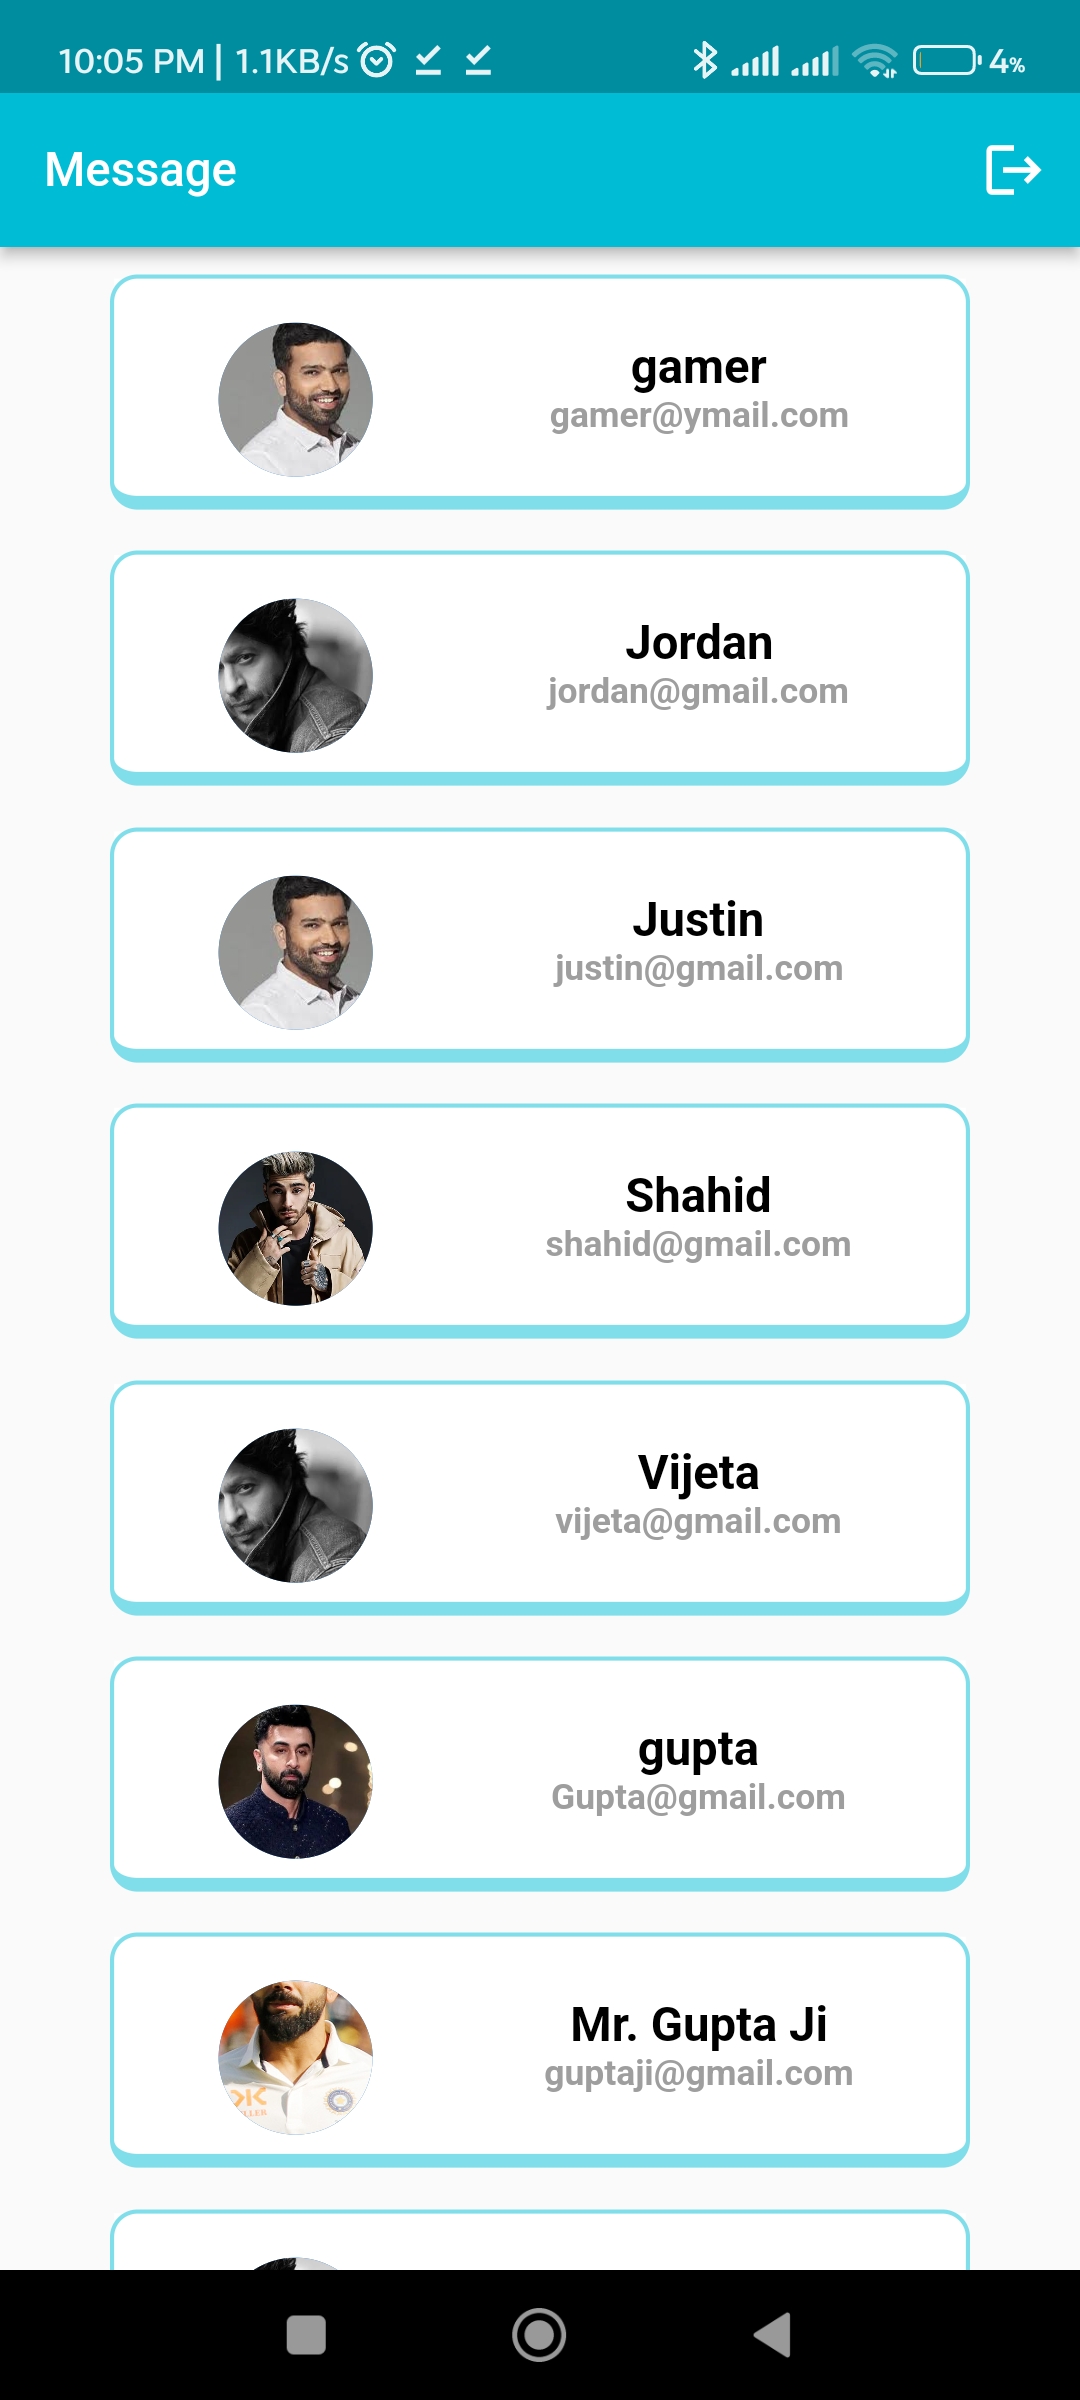 10:05 PM | 1.1KB/s 4%
Message
gamer
gamer@ymail.com
Jordan
jordan@gmail.com
Justin
justin@gmail.com
Shahid
shahid@gmail.com
Vijeta
vijeta@gmail.com
gupta
Gupta@gmail.com
Mr. Gupta Ji
guptaji@gmail.com